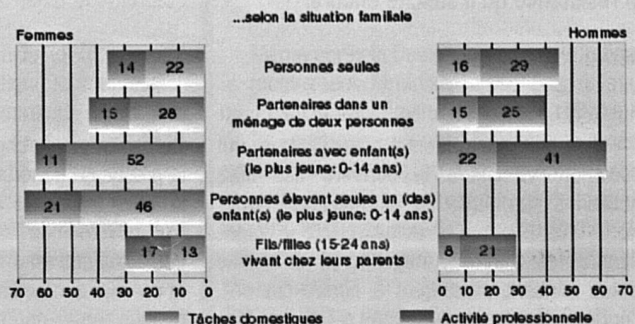 ...selon la situation familiale
Femmes Hommes
14 22 Personnes seules 16 29
15 28 Partenaires dans un
ménage de deux personnes 15 25
11 52 Partenaires avec enfant(s)
(le plus jeune: 0-14 ans) 22 41
21 46 Personnes élevant seules un (des)
enfant(s) (le plus jeune: 0-14 ans)
17 13 Fils/filles (15-24 ans)
vivant chez leurs parents 8 21
70 60 50 40 30 20 10 0 0 10 20 30 40 50 60 70
Tâches domestiques Activité professionnelle